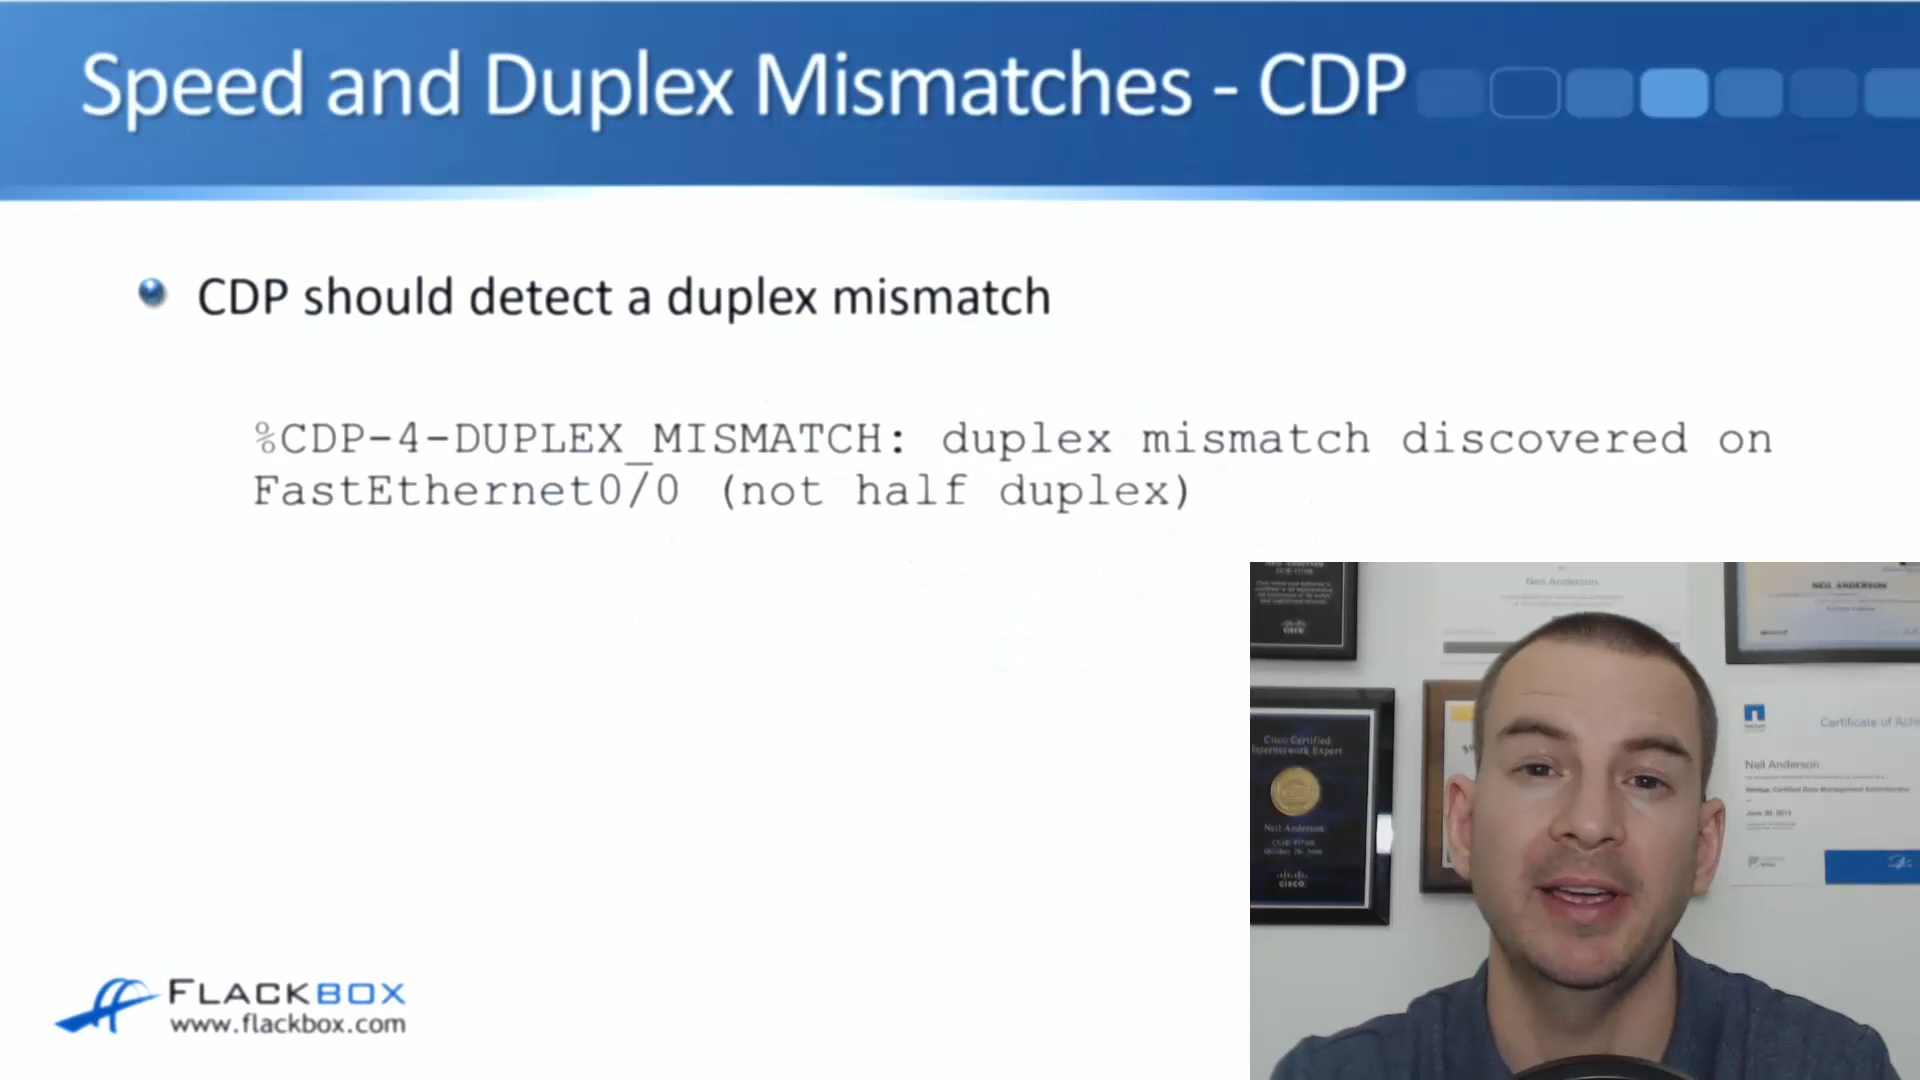 Speed and Duplex Mismatches - CDP
CDP should detect a duplex mismatch
%CDP-4-DUPLEX_MISMATCH: duplex mismatch discovered on
FastEthernet0/0 (not half duplex)
FLACKBOX
www.flackbox.com
Neil Anderson
NEIL ANDERSON
CISCO
Cisco Certified
Internetwork Expert
Neil Anderson
CISCO
Certificate of
Neil Anderson